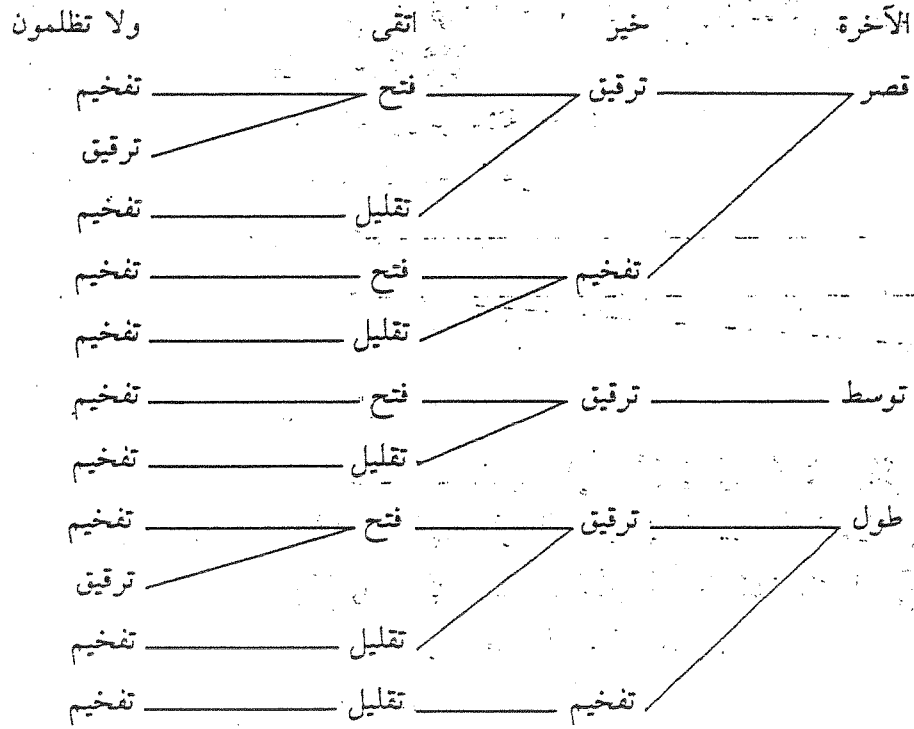 الآخرة خير اتقى ولا تظلمون
قصر ترقيق فتح تفخيم
ترقيق
تقليل تفخيم
تفخيم فتح تفخيم
تقليل تفخيم
توسط ترقيق فتح تفخيم
تقليل تفخيم
طول ترقيق فتح تفخيم
ترقيق
تقليل تفخيم
تفخيم تقليل تفخيم